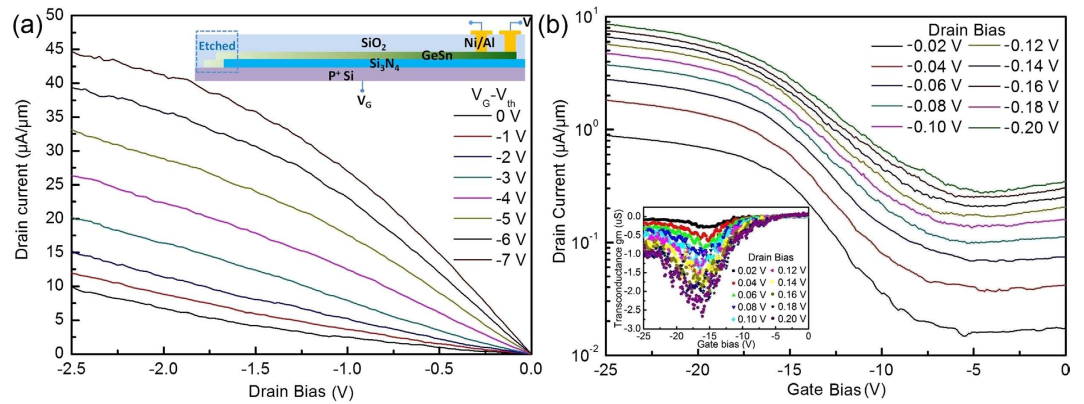 (a)
Drain current (µA/µm)
50
45
40
35
30
25
20
15
10
5
0
-2.5
-2.0
-1.5
-1.0
-0.5
0.0
Drain Bias (V)
Etched
SiO2
Ni/Al
V
GeSn
Si3N4
P+ Si
VG
VG-Vth
0 V
-1 V
-2 V
-3 V
-4 V
-5 V
-6 V
-7 V
(b)
Drain Current (µA/µm)
10^1
10^0
10^-1
10^-2
-25
-20
-15
-10
-5
0
Gate Bias (V)
Drain Bias
-0.02 V
-0.12 V
-0.04 V
-0.14 V
-0.06 V
-0.16 V
-0.08 V
-0.18 V
-0.10 V
-0.20 V
Transconductance gm (uS)
0.0
-0.5
-1.0
-1.5
-2.0
-2.5
-3.0
-25
-20
-15
-10
-5
0
Gate bias (V)
Drain Bias
0.02 V
0.12 V
0.04 V
0.14 V
0.06 V
0.16 V
0.08 V
0.18 V
0.10 V
0.20 V